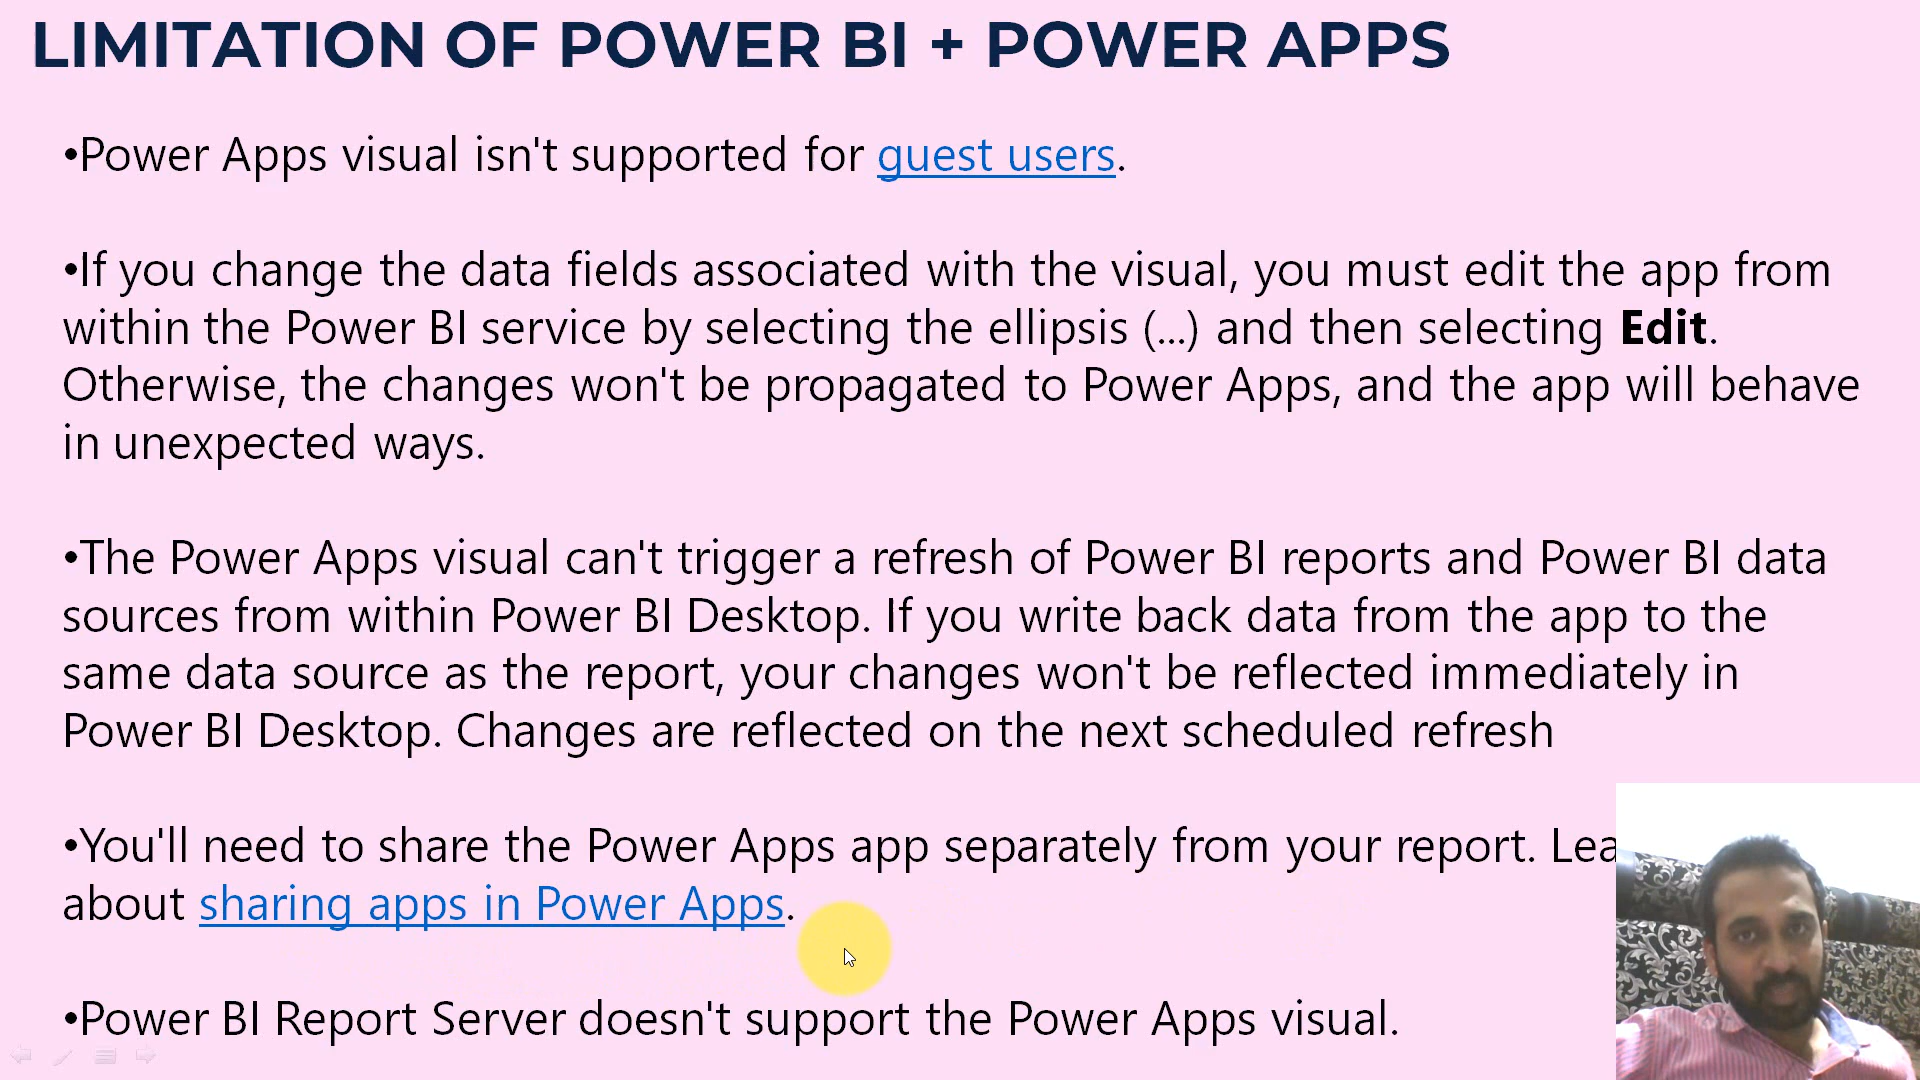 LIMITATION OF POWER BI + POWER APPS
•Power Apps visual isn't supported for guest users.
•If you change the data fields associated with the visual, you must edit the app from
within the Power BI service by selecting the ellipsis (...) and then selecting Edit.
Otherwise, the changes won't be propagated to Power Apps, and the app will behave
in unexpected ways.
•The Power Apps visual can't trigger a refresh of Power BI reports and Power BI data
sources from within Power BI Desktop. If you write back data from the app to the
same data source as the report, your changes won't be reflected immediately in
Power BI Desktop. Changes are reflected on the next scheduled refresh
•You'll need to share the Power Apps app separately from your report.
about sharing apps in Power Apps.
•Power BI Report Server doesn't support the Power Apps visual.